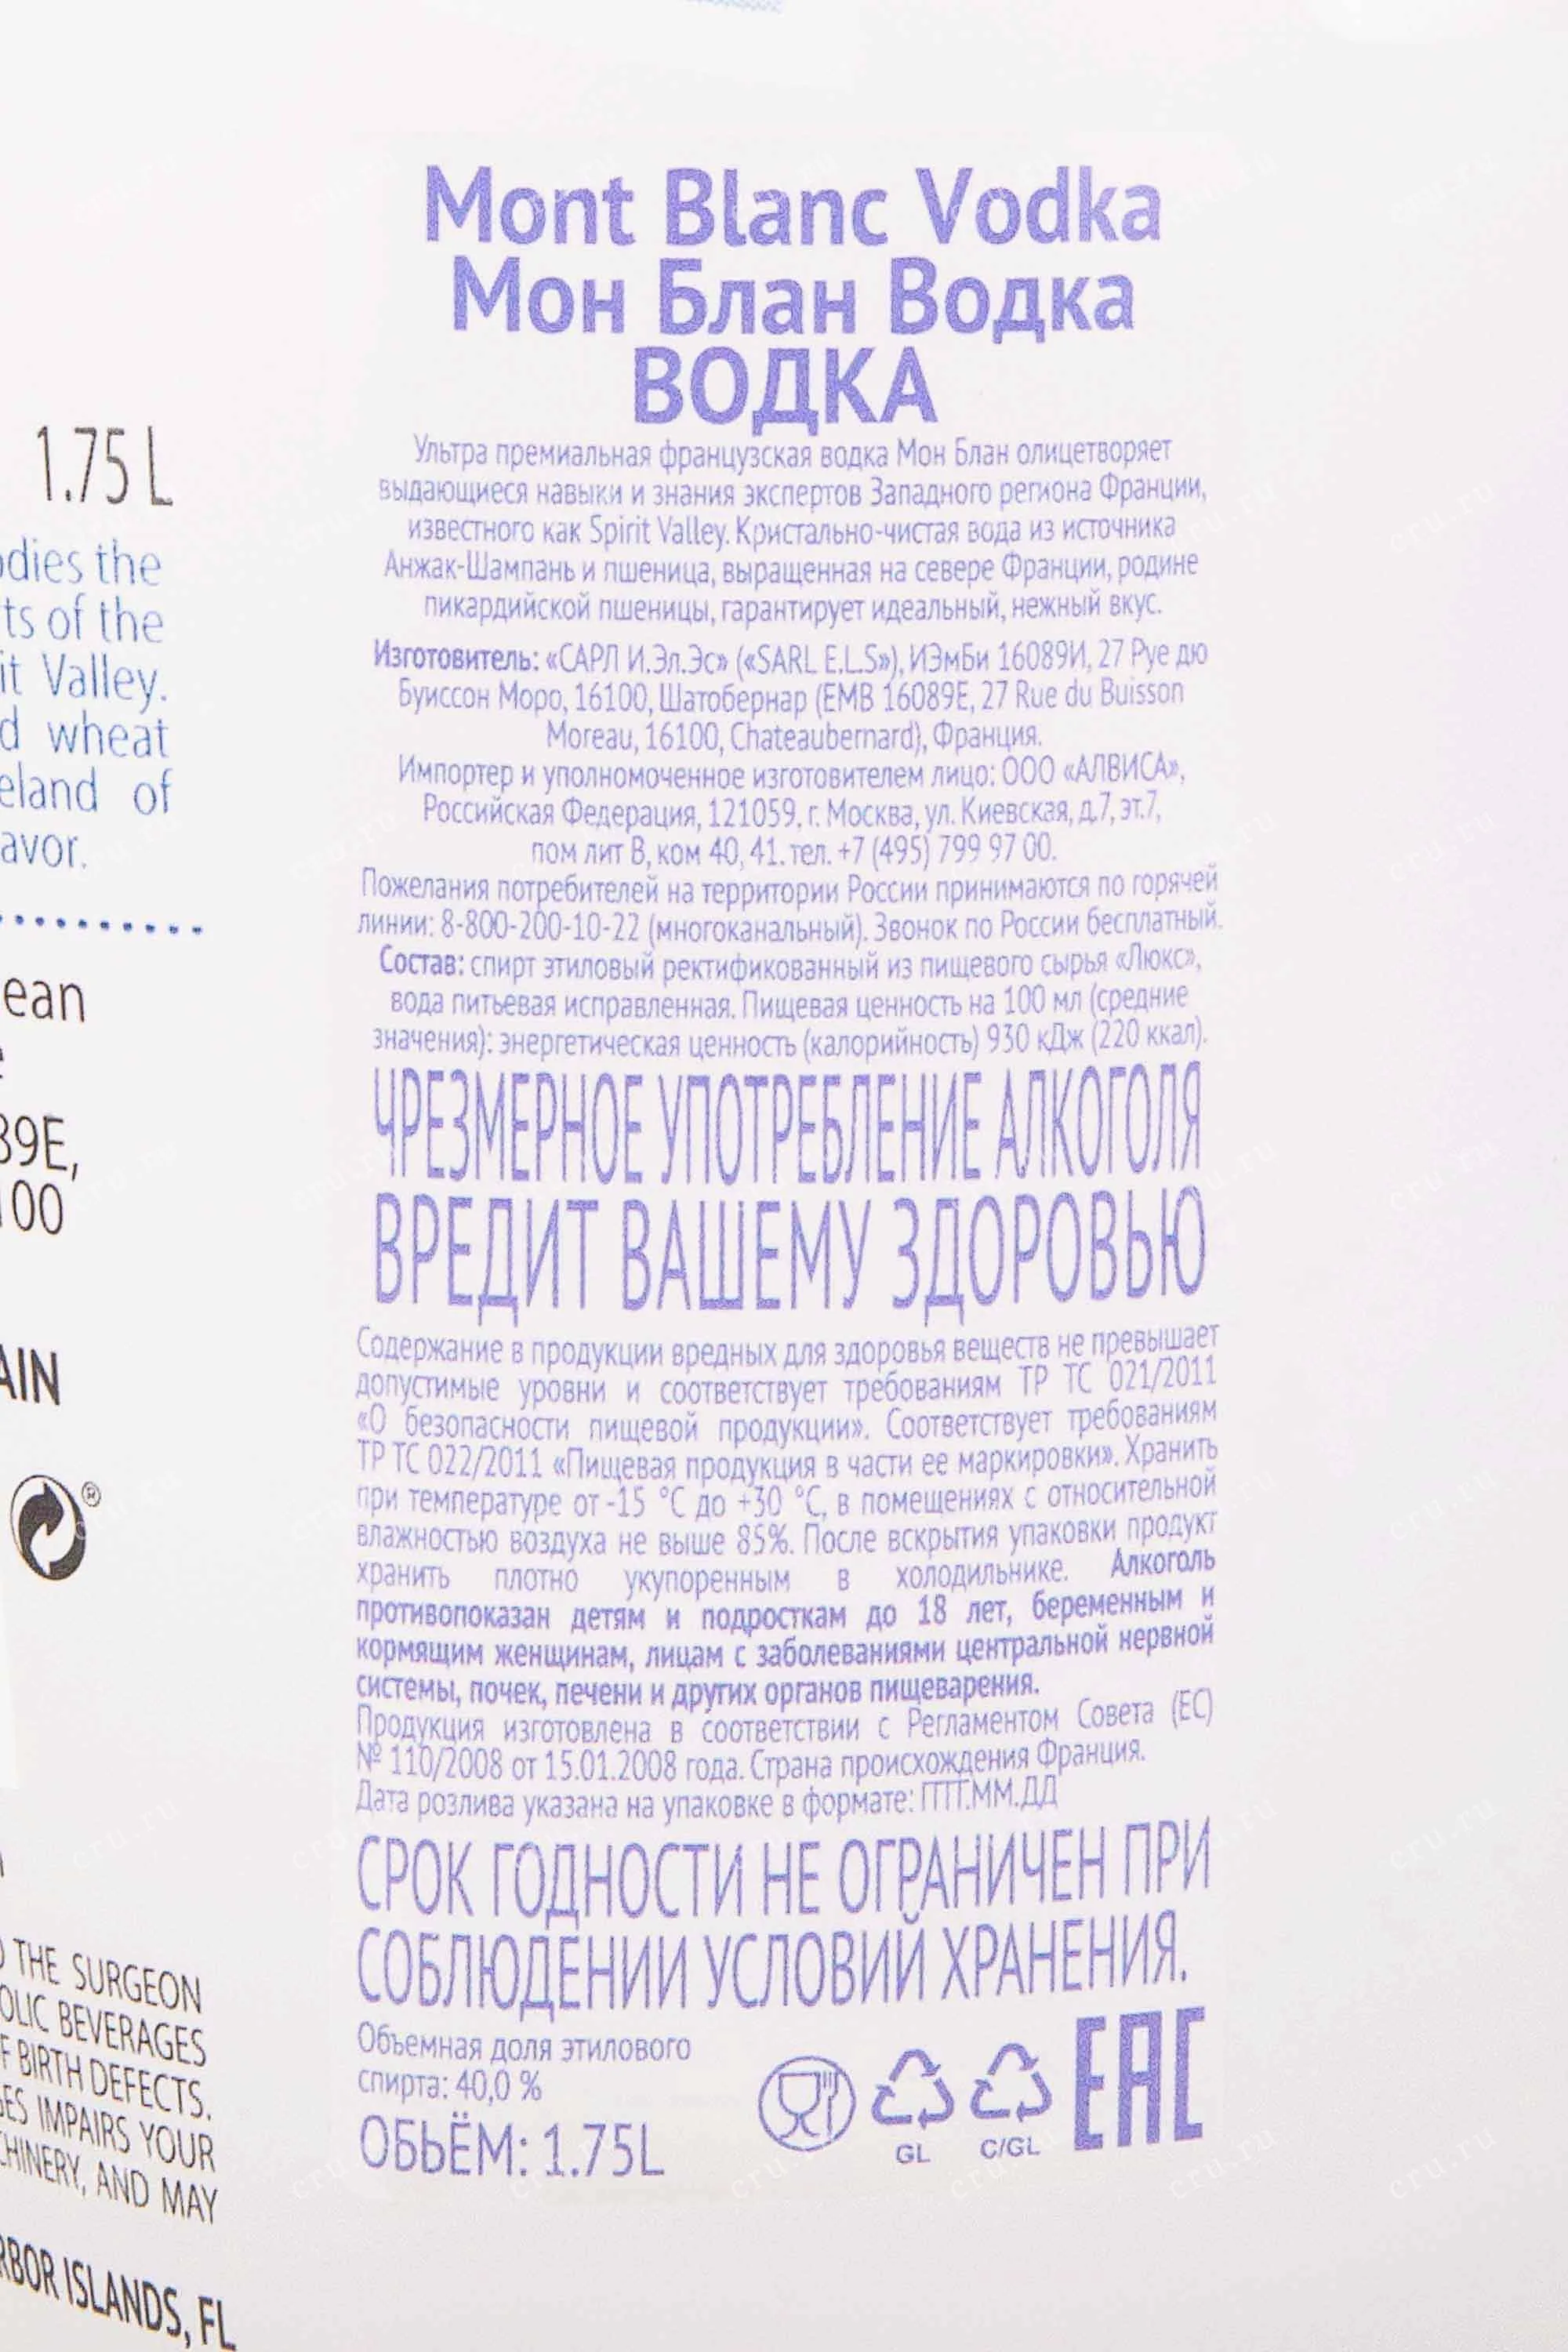 Mont Blanc Vodka
Мон Блан Водка
ВОДКА
Ультра премиальная французская водка Мон Блан олицетворяет
выдающиеся навыки и знания экспертов Западного региона Франции,
известного как Spirit Valley. Кристально-чистая вода из источника
Анжак-Шампань и пшеница, выращенная на севере Франции, родине
пикардийской пшеницы, гарантирует идеальный, нежный вкус.
Изготовитель: «САРЛ И.Эл.Эс» («SARL E.L.S»), ИЭмБи 16089И, 27 Руе дю
Буиссон Моро, 16100, Шатобернар (EMB 16089E, 27 Rue du Buisson
Moreau, 16100, Chateaubernard), Франция.
Импортер и уполномоченное изготовителем лицо: ООО «АЛВИСА»,
Российская Федерация, 121059, г. Москва, ул. Киевская, д.7, эт.7,
пом лит В, ком 40, 41. тел. +7 (495) 799 97 00.
Пожелания потребителей на территории России принимаются по горячей
линии: 8-800-200-10-22 (многоканальный). Звонок по России бесплатный.
Состав: спирт этиловый ректификованный из пищевого сырья «Люкс»,
вода питьевая исправленная. Пищевая ценность на 100 мл (средние
значения): энергетическая ценность (калорийность) 930 кДж (220 ккал).
ЧРЕЗМЕРНОЕ УПОТРЕБЛЕНИЕ АЛКОГОЛЯ
ВРЕДИТ ВАШЕМУ ЗДОРОВЬЮ
Содержание в продукции вредных для здоровья веществ не превышает
допустимые уровни и соответствует требованиям ТР ТС 021/2011
«О безопасности пищевой продукции». Соответствует требованиям
ТР ТС 022/2011 «Пищевая продукция в части ее маркировки». Хранить
при температуре от -15 °C до +30 °C, в помещениях с относительной
влажностью воздуха не выше 85%. После вскрытия упаковки продукт
хранить плотно укупоренным в холодильнике. Алкоголь
противопоказан детям и подросткам до 18 лет, беременным и
кормящим женщинам, лицам с заболеваниями центральной нервной
системы, почек, печени и других органов пищеварения.
Продукция изготовлена в соответствии с Регламентом Совета (ЕС)
№ 110/2008 от 15.01.2008 года. Страна происхождения Франция.
Дата розлива указана на упаковке в формате: ГГГГ.ММ.ДД
СРОК ГОДНОСТИ НЕ ОГРАНИЧЕН ПРИ
СОБЛЮДЕНИИ УСЛОВИЙ ХРАНЕНИЯ.
Объемная доля этилового
спирта: 40,0 %
ОБЬЁМ: 1.75L
GL
C/GL
EAC
1.75 L
odies the
ts of the
it Valley.
d wheat
eland of
avor.
ean
89E,
100
AIN
®
THE SURGEON
OLIC BEVERAGES
F BIRTH DEFECTS.
GES IMPAIRS YOUR
CHINERY, AND MAY
RBOR ISLANDS, FL
cru.ru